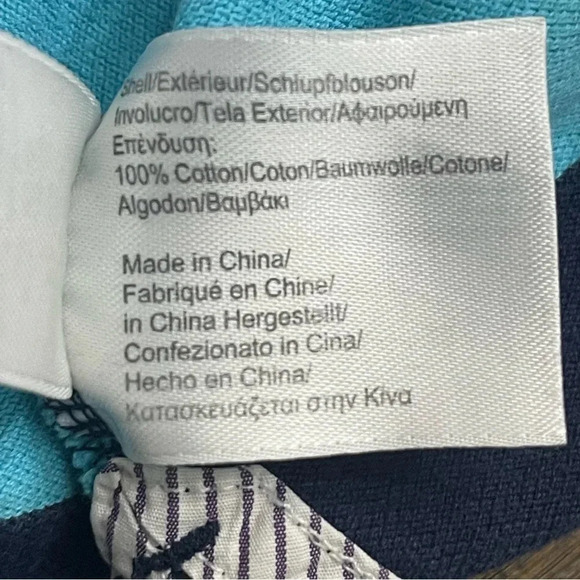 Shell/Extérieur/Schlupfblouson/
Involucro/Tela Exterior/Αφαιρούμενη
Επένδυση:
100% Cotton/Coton/Baumwolle/Cotone/
Algodon/Βαμβάκι
Made in China/
Fabriqué en Chine/
in China Hergestellt/
Confezionato in Cina/
Hecho en China/
Κατασκευάζεται στην Κίνα